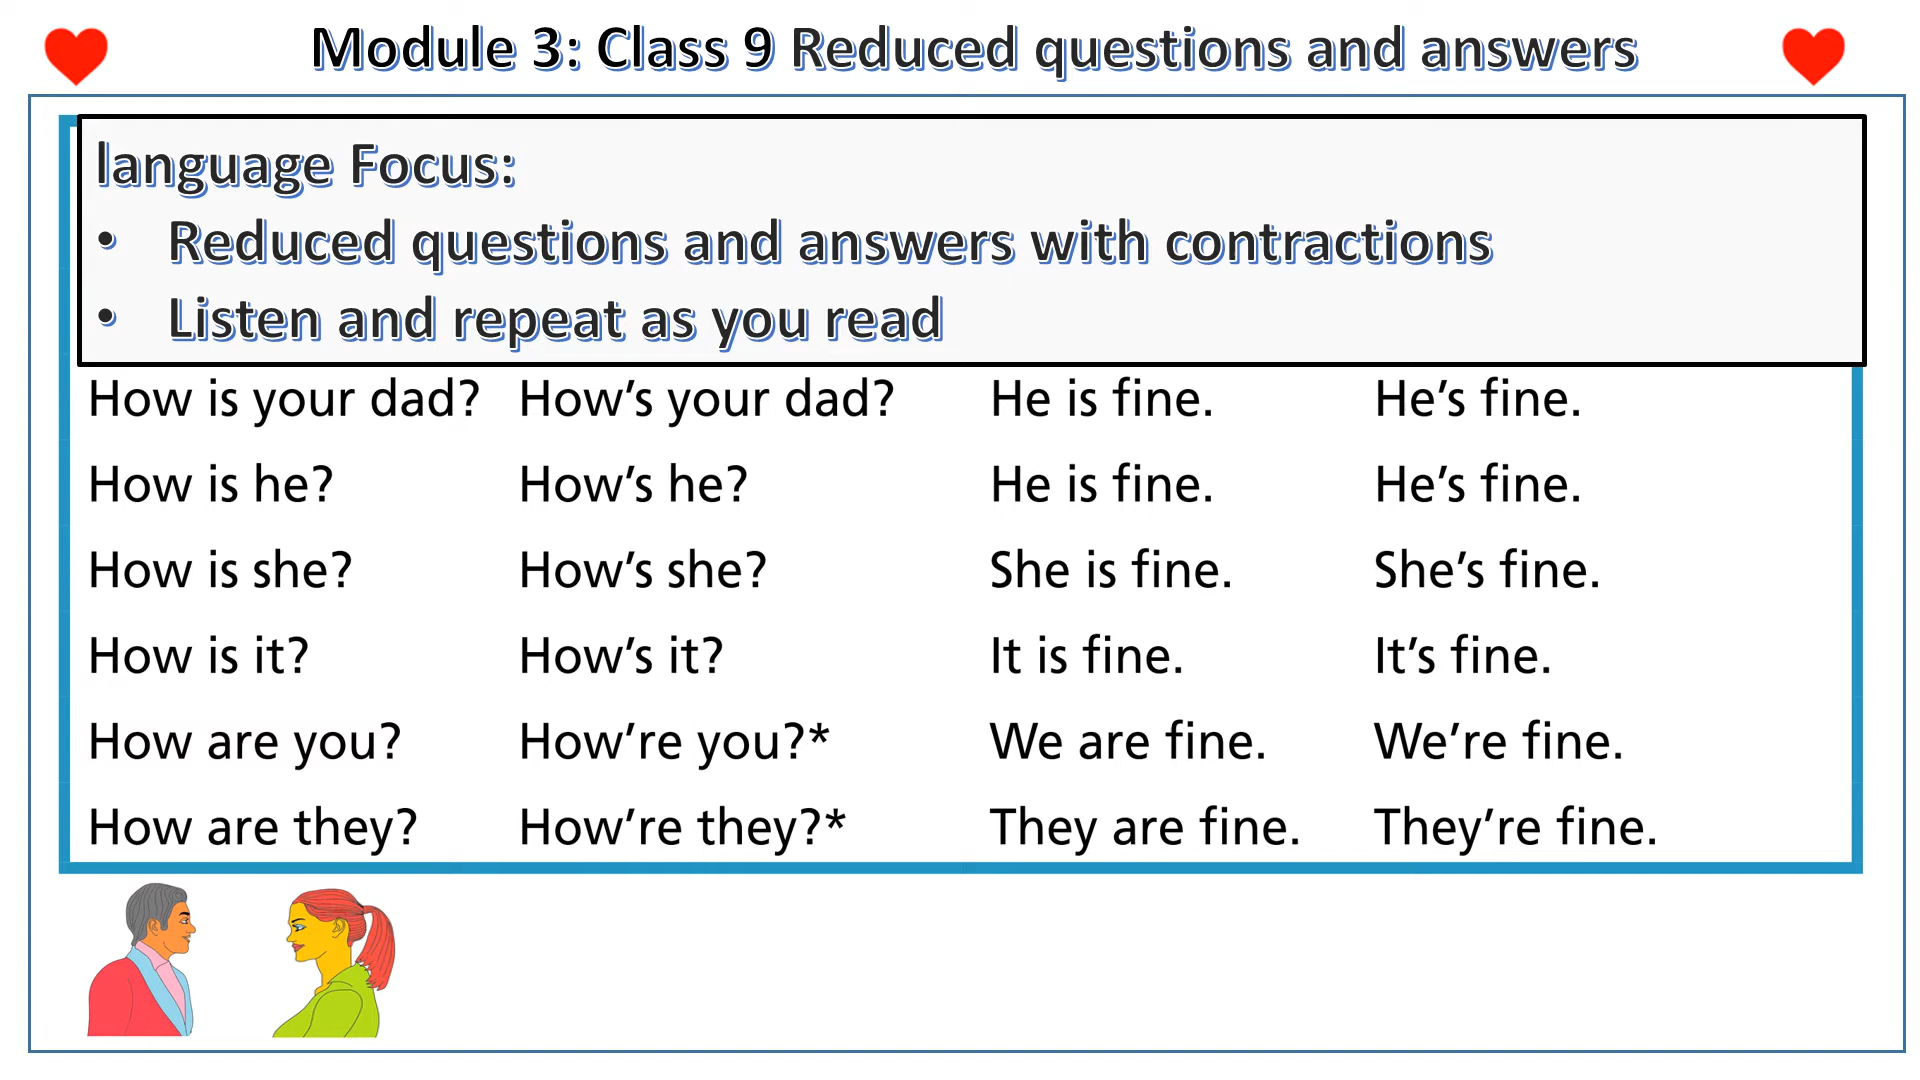 Module 3: Class 9 Reduced questions and answers
language Focus:
• Reduced questions and answers with contractions
• Listen and repeat as you read
How is your dad? How’s your dad? He is fine. He’s fine.
How is he? How’s he? He is fine. He’s fine.
How is she? How’s she? She is fine. She’s fine.
How is it? How’s it? It is fine. It’s fine.
How are you? How’re you?* We are fine. We’re fine.
How are they? How’re they?* They are fine. They’re fine.